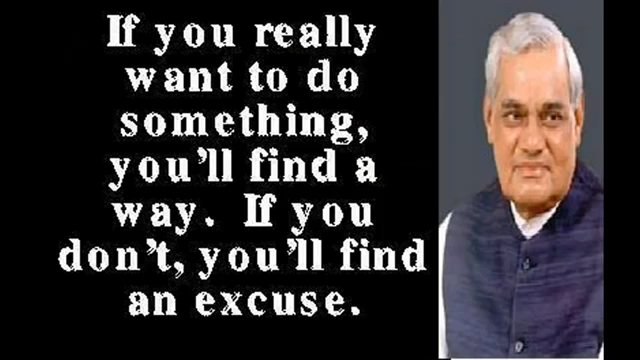 If you really
want to do
something,
you'll find a
way. If you
don't, you'll find
an excuse.